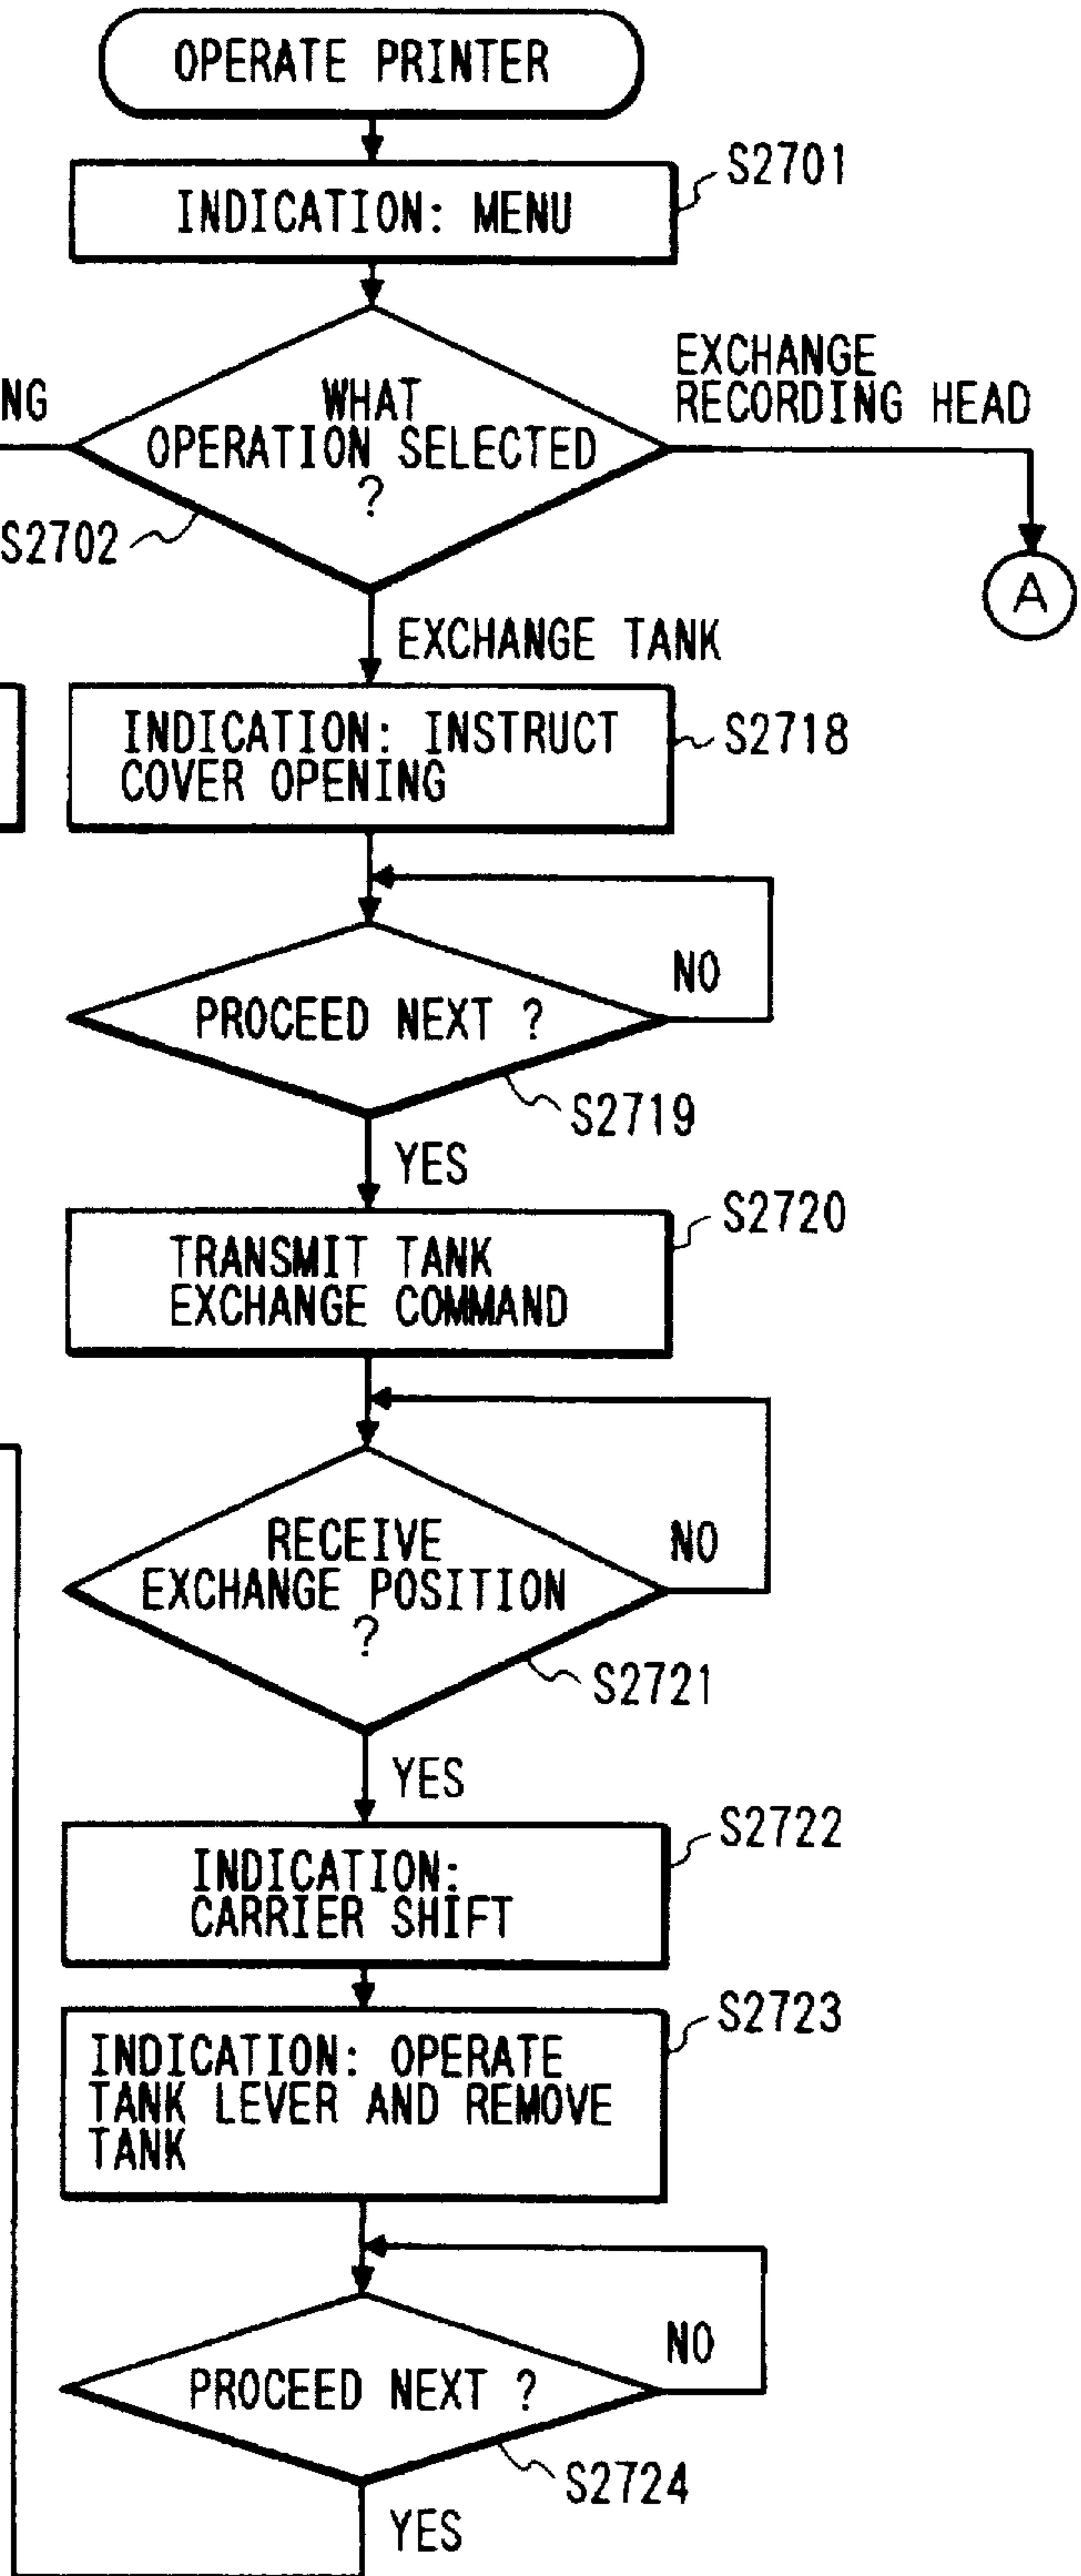 OPERATE PRINTER
S2701
INDICATION: MENU
EXCHANGE
RECORDING HEAD
NG
WHAT
OPERATION SELECTED
?
S2702
A
EXCHANGE TANK
INDICATION: INSTRUCT
COVER OPENING
S2718
NO
PROCEED NEXT ?
S2719
YES
S2720
TRANSMIT TANK
EXCHANGE COMMAND
RECEIVE
EXCHANGE POSITION
?
NO
S2721
YES
S2722
INDICATION:
CARRIER SHIFT
S2723
INDICATION: OPERATE
TANK LEVER AND REMOVE
TANK
NO
PROCEED NEXT ?
S2724
YES